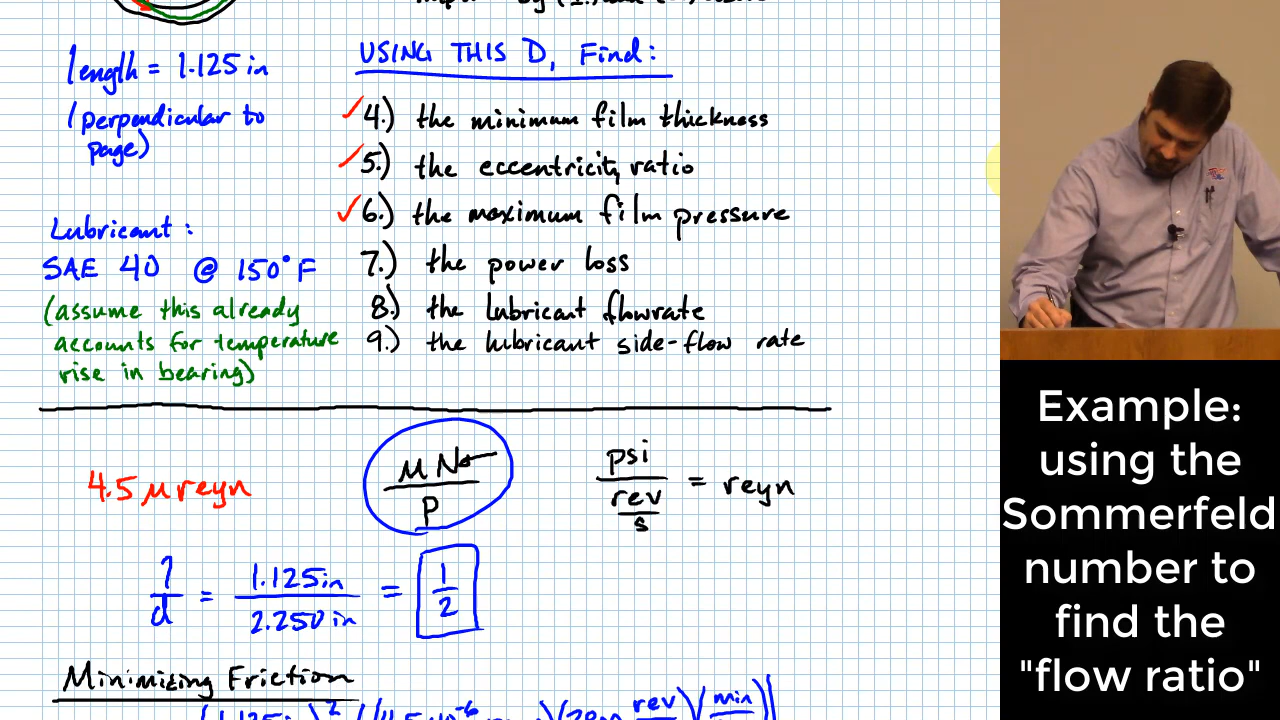 by (
length = 1.125 in
(perpendicular to
page)
Lubricant:
SAE 40 @ 150° F
(assume this already
accounts for temperature
rise in bearing)
USING THIS D, Find:
✓4.) the minimum film thickness
✓5.) the eccentricity ratio
✓6.) the maximum film pressure
7.) the power loss
8.) the lubricant flowrate
9.) the lubricant side-flow rate
4.5 μreyn
μN
P
psi
rev
s
= reyn
l
d
=
1.125in
2.250 in
=
1
2
Minimizing Friction
rev
min
Example:
using the
Sommerfeld
number to
find the
"flow ratio"